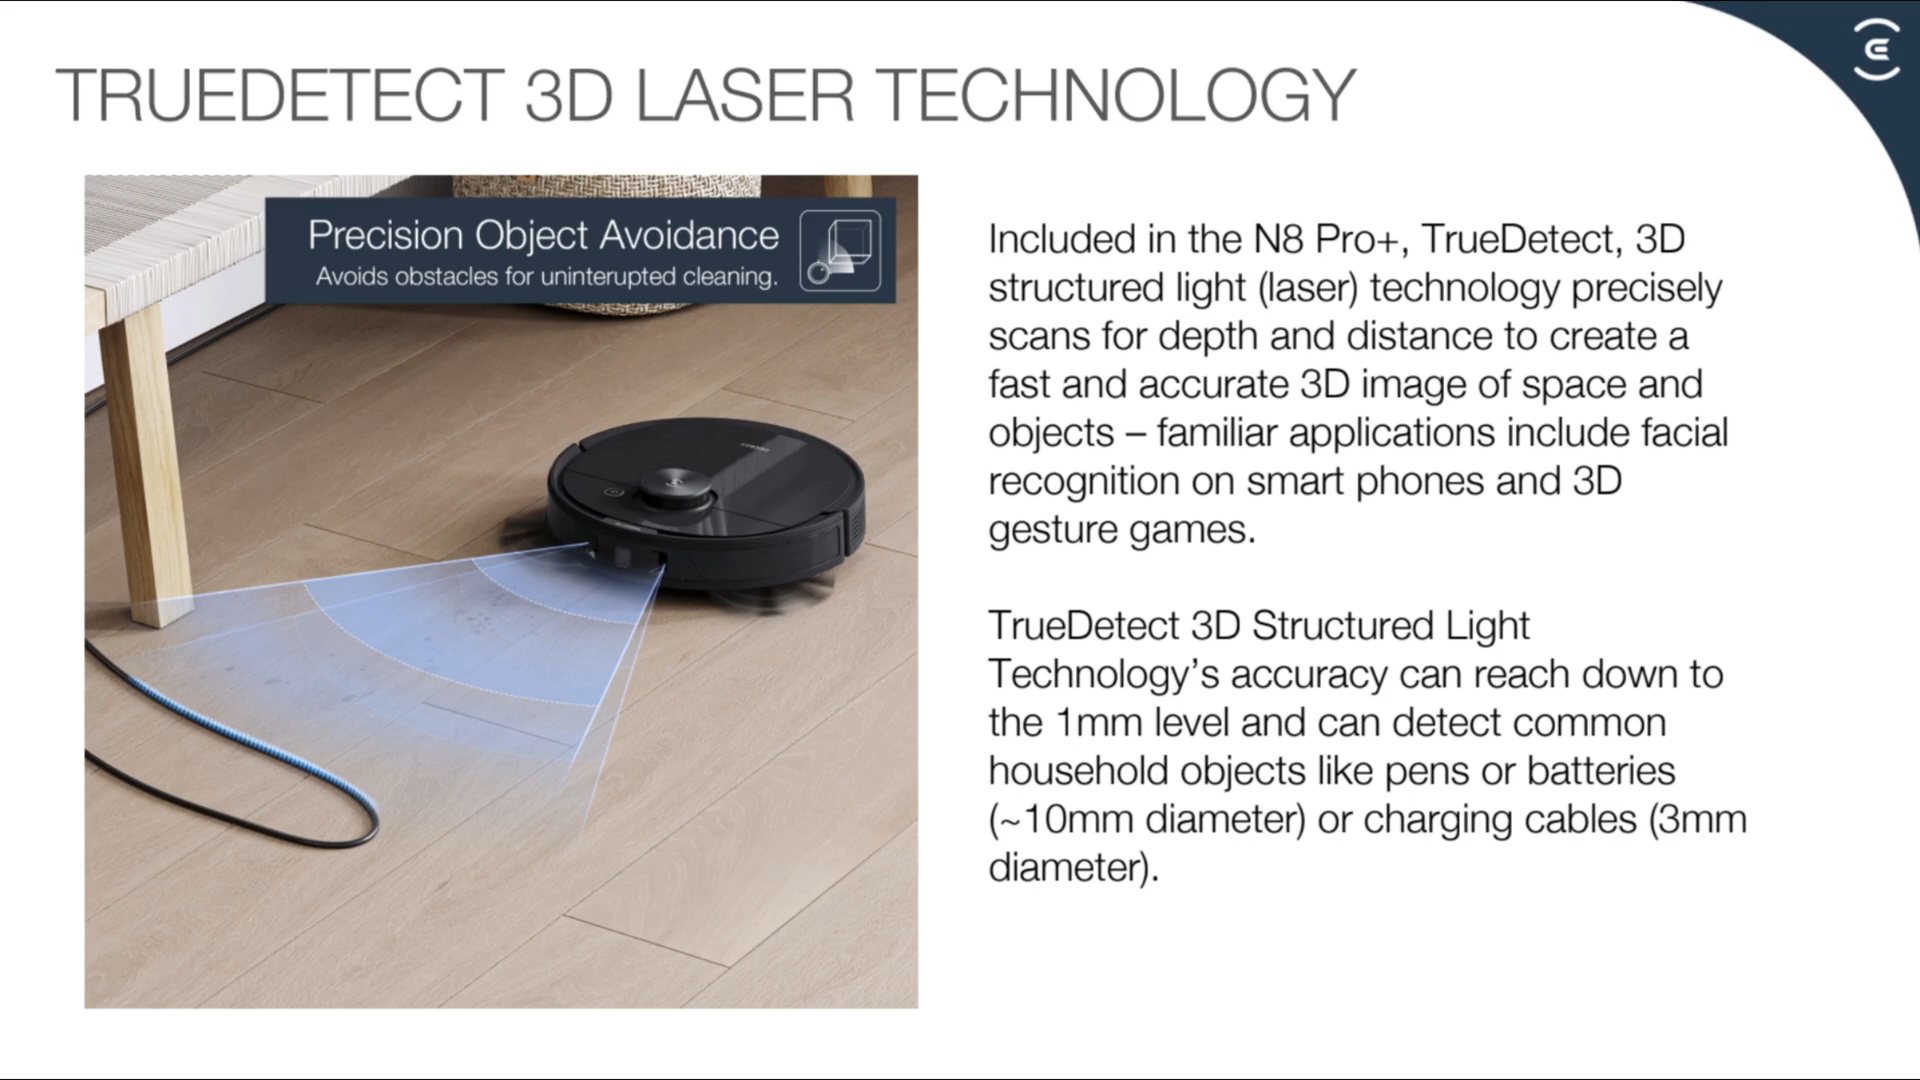 TRUEDETECT 3D LASER TECHNOLOGY
Precision Object Avoidance
Avoids obstacles for uninterupted cleaning.
Included in the N8 Pro+, TrueDetect, 3D
structured light (laser) technology precisely
scans for depth and distance to create a
fast and accurate 3D image of space and
objects – familiar applications include facial
recognition on smart phones and 3D
gesture games.
TrueDetect 3D Structured Light
Technology’s accuracy can reach down to
the 1mm level and can detect common
household objects like pens or batteries
(~10mm diameter) or charging cables (3mm
diameter).